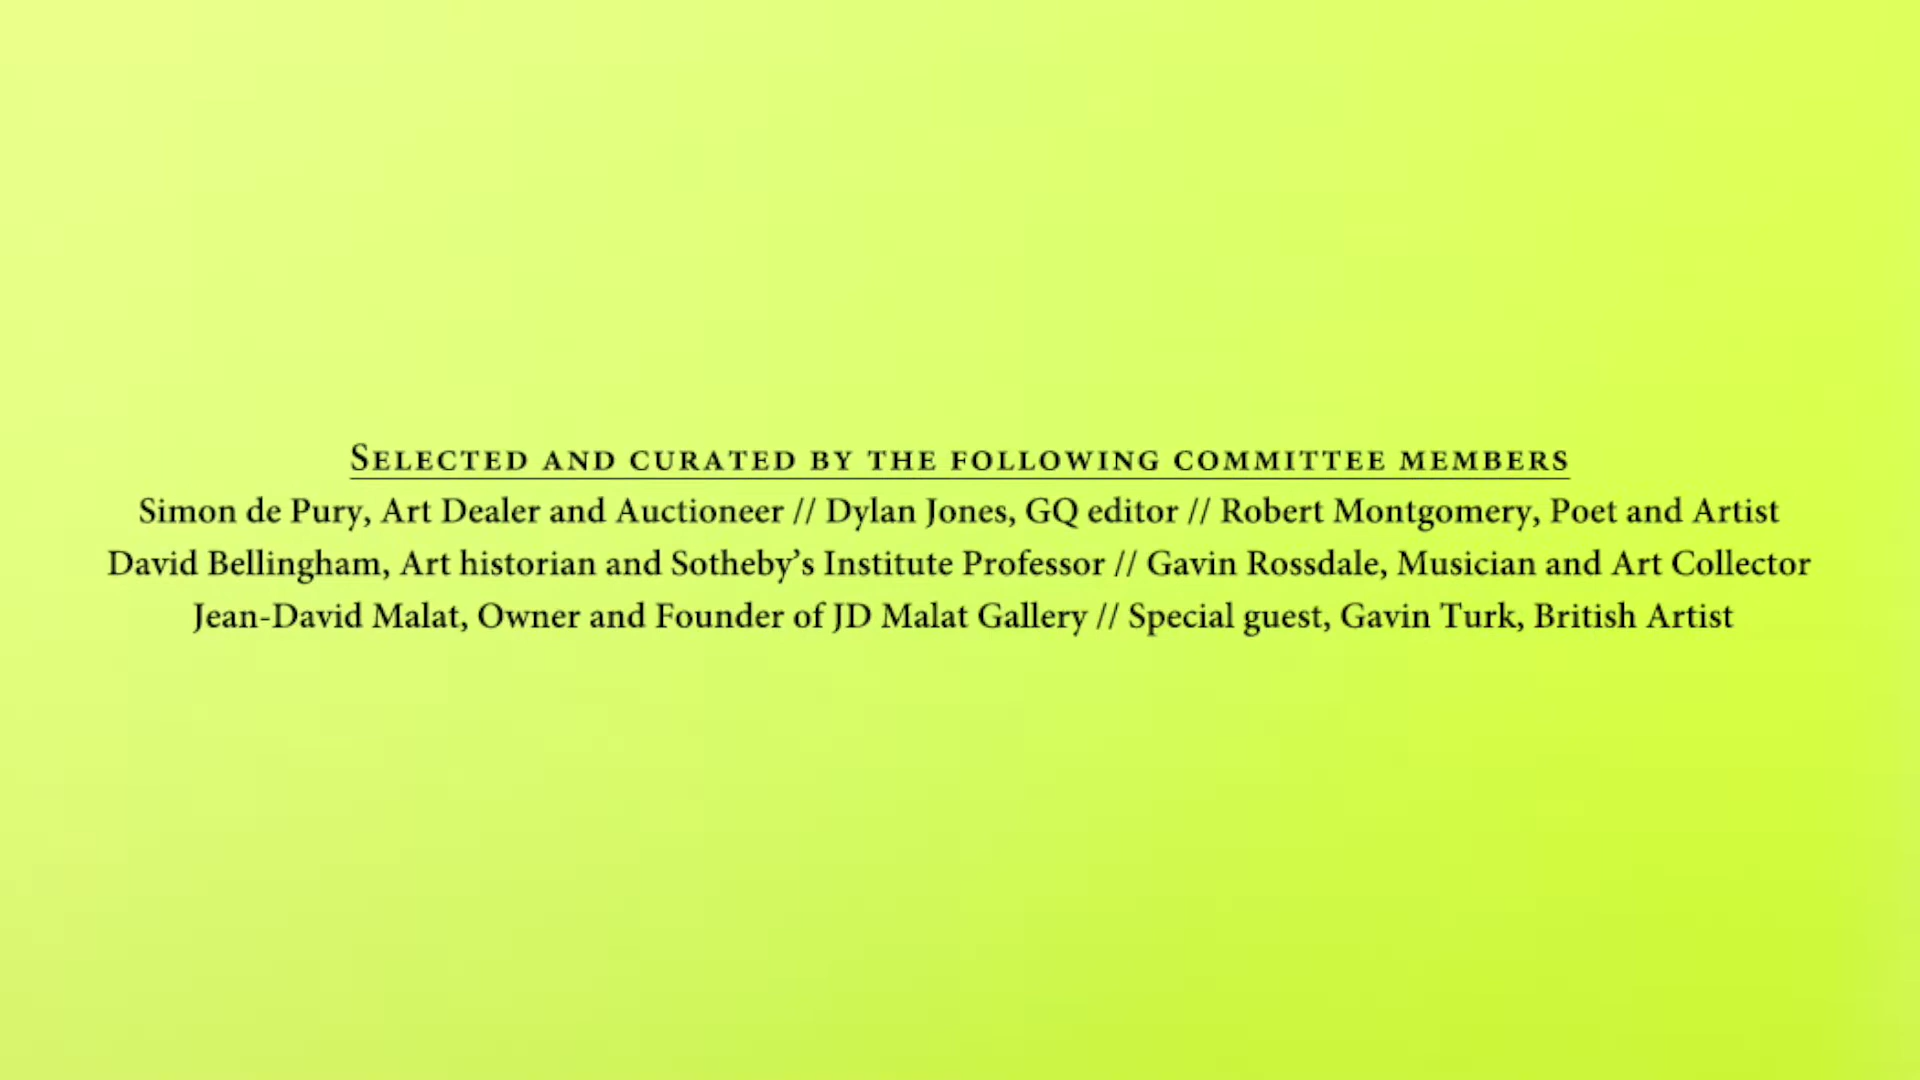 Selected and curated by the following committee members
Simon de Pury, Art Dealer and Auctioneer // Dylan Jones, GQ editor // Robert Montgomery, Poet and Artist
David Bellingham, Art historian and Sotheby’s Institute Professor // Gavin Rossdale, Musician and Art Collector
Jean-David Malat, Owner and Founder of JD Malat Gallery // Special guest, Gavin Turk, British Artist